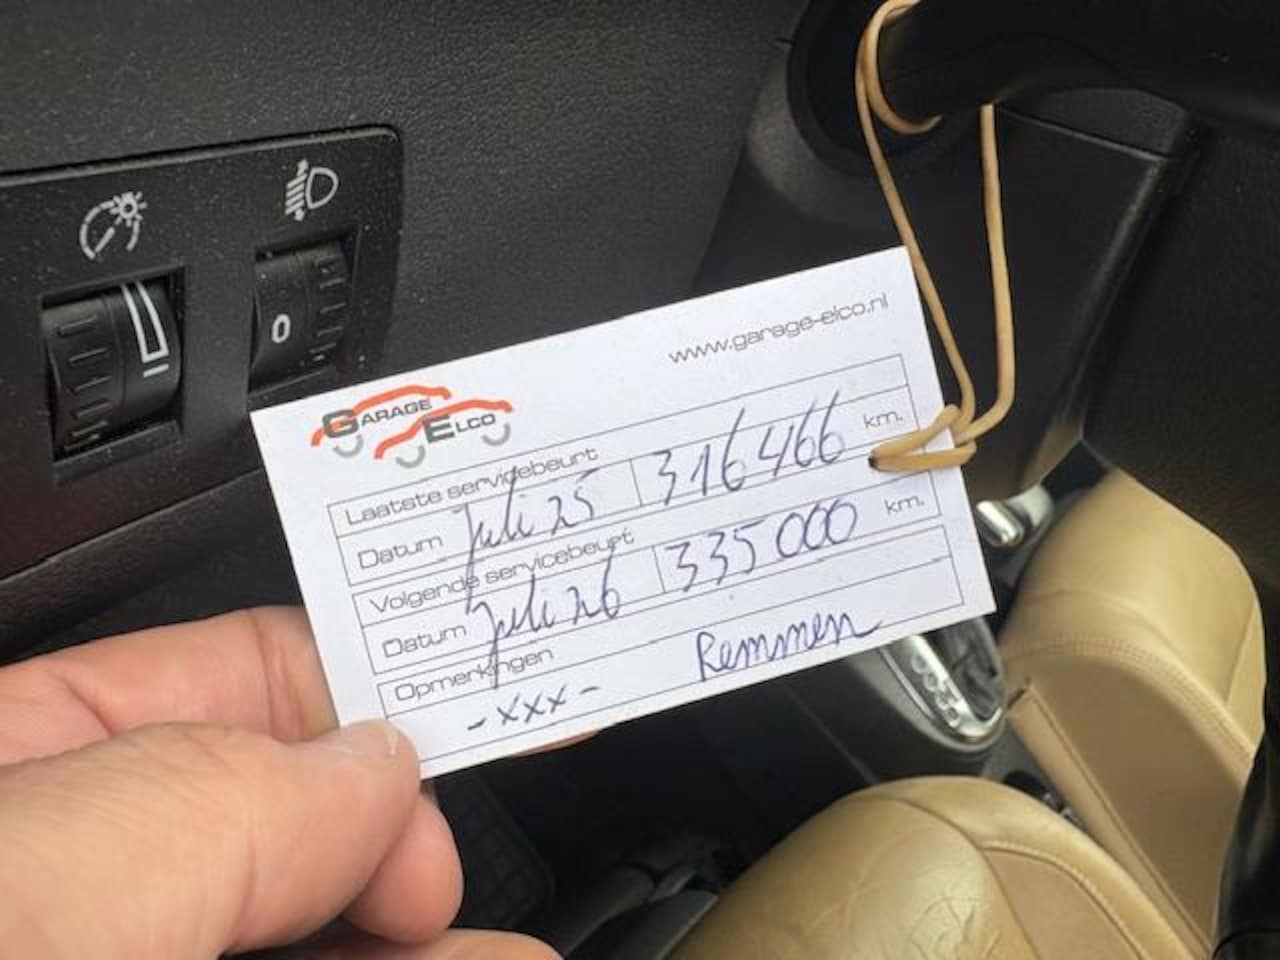 www.garage-elco.nl
GARAGE
ELCO
Laatste servicebeurt
Datum Juli 25 316466 km.
Volgende servicebeurt
Datum Juli 26 335000 km.
Opmerkingen
-xxx- Remmen
0